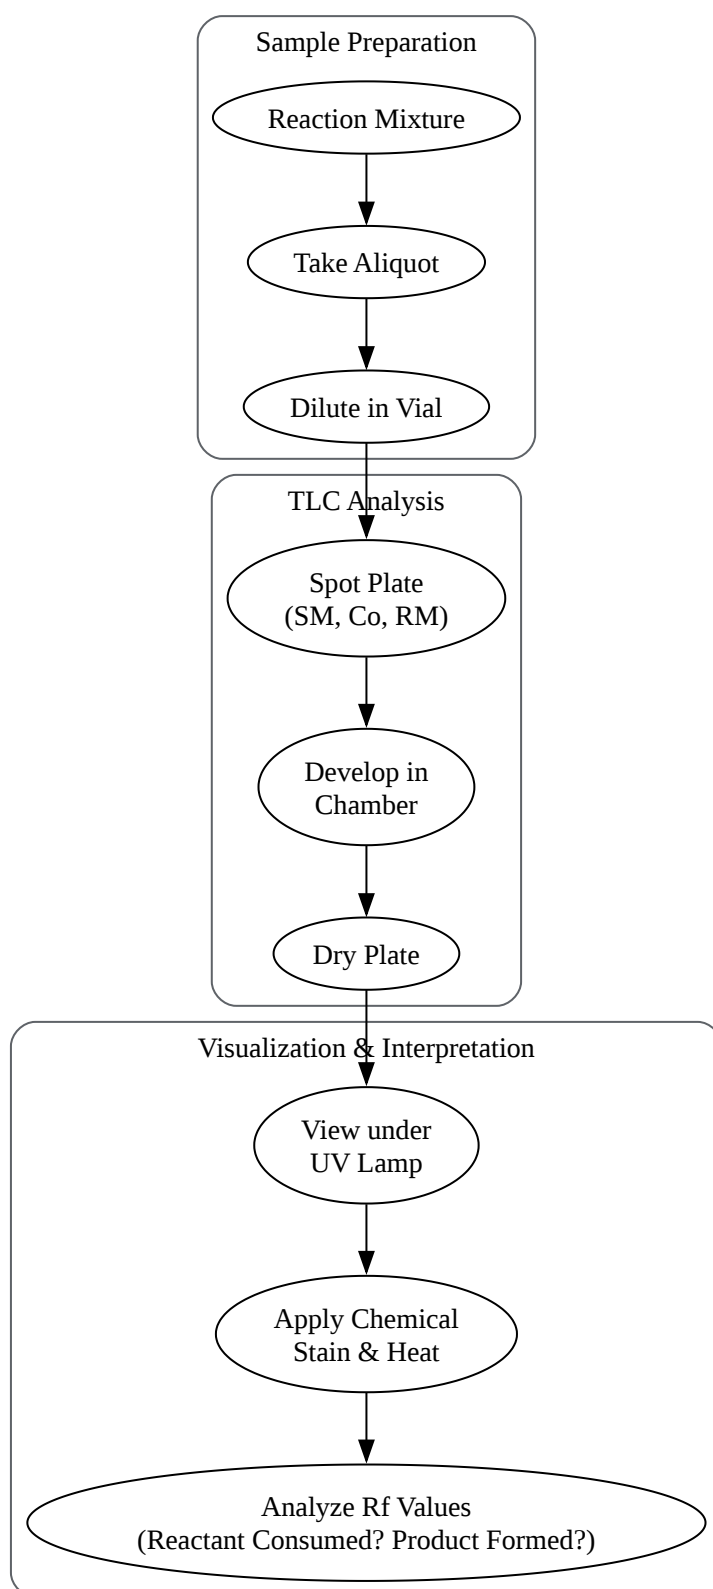 Sample Preparation
Reaction Mixture
Take Aliquot
Dilute in Vial
TLC Analysis
Spot Plate
(SM, Co, RM)
Develop in
Chamber
Dry Plate
Visualization & Interpretation
View under
UV Lamp
Apply Chemical
Stain & Heat
Analyze Rf Values
(Reactant Consumed? Product Formed?)